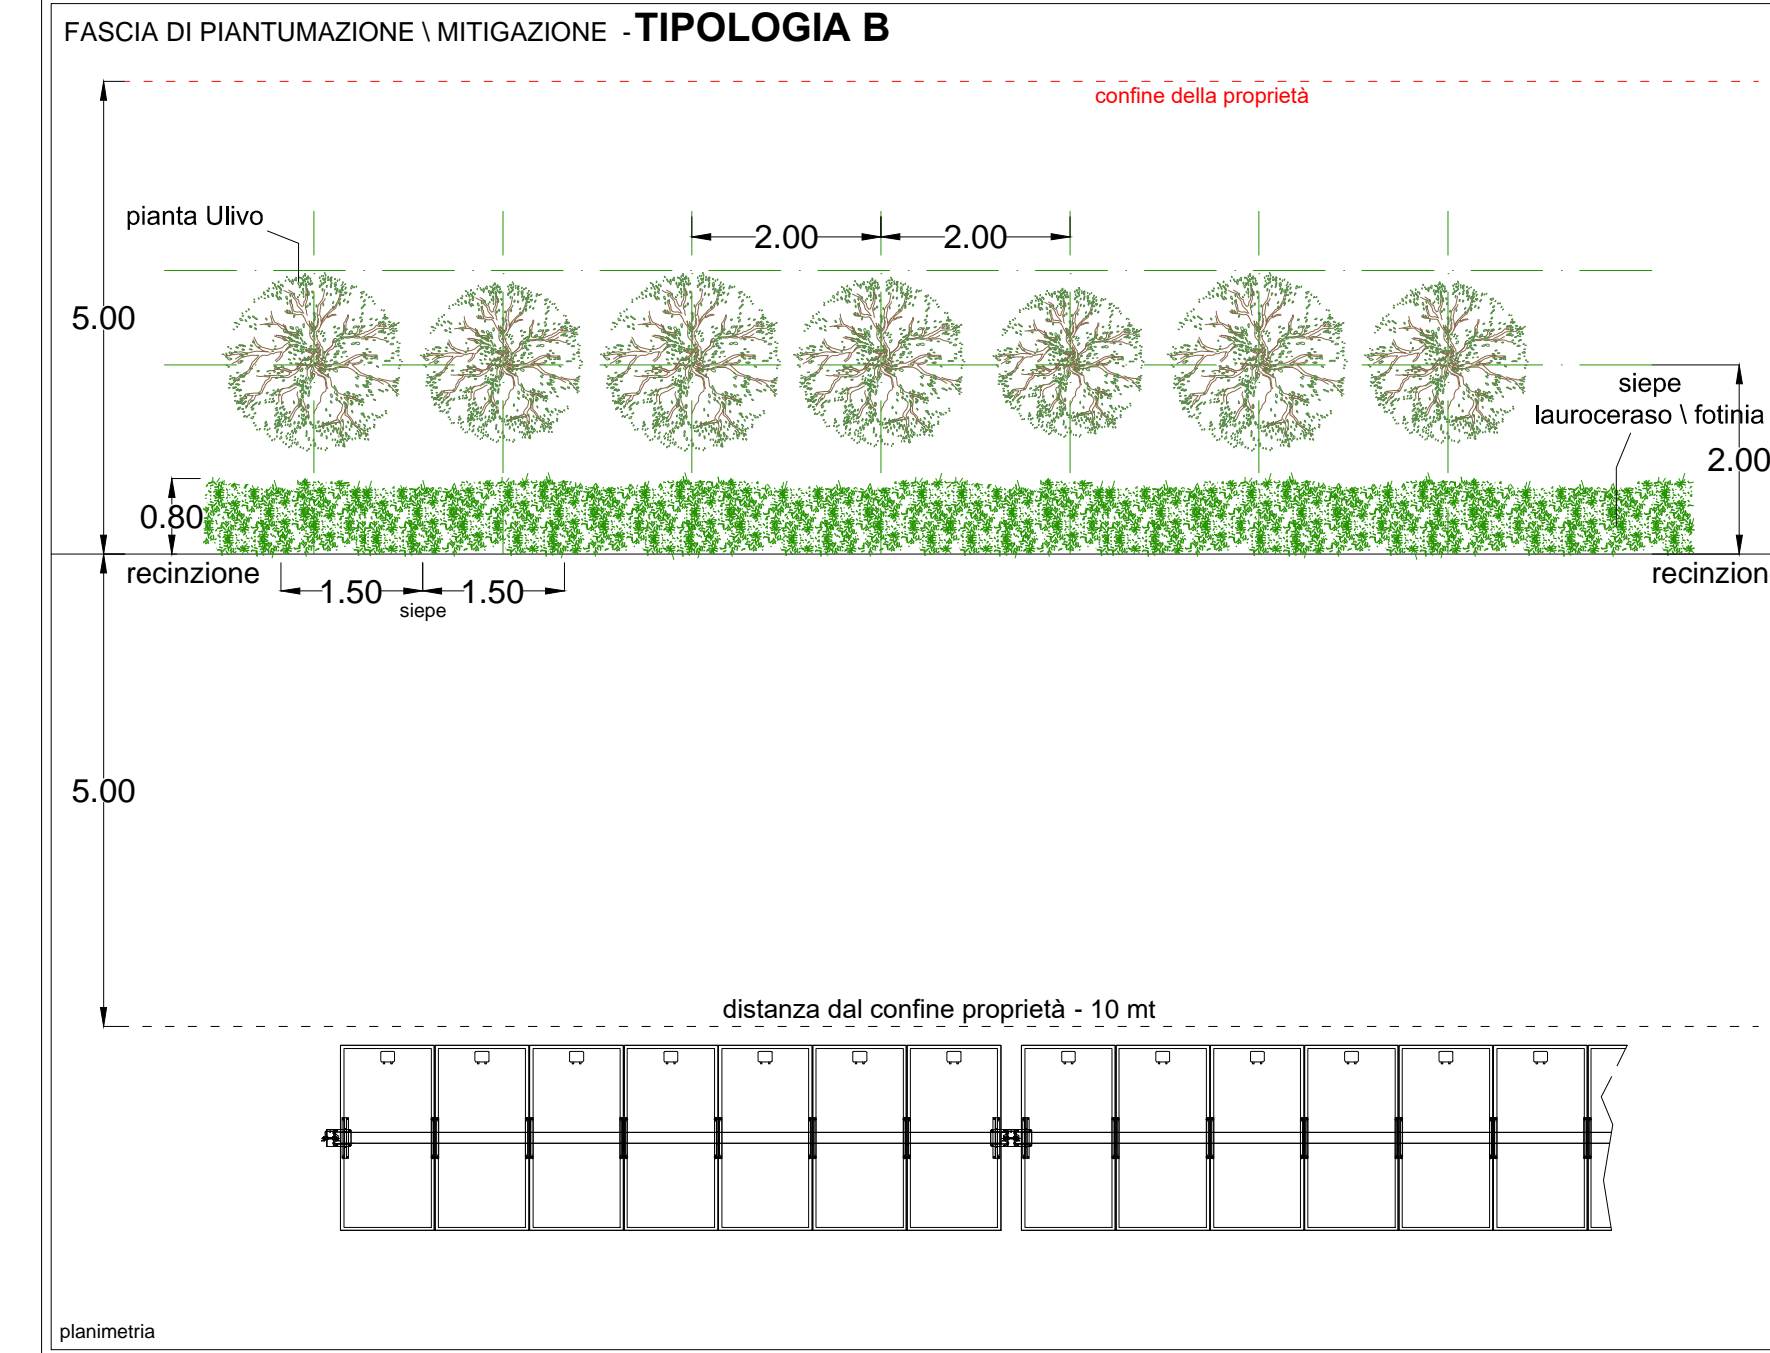 FASCIA DI PIANTUMAZIONE \ MITIGAZIONE - TIPOLOGIA B
confine della proprietà
pianta Ulivo
2.00 2.00
5.00
siepe
lauroceraso \ fotinia
2.00
0.80
recinzione
recinzion
1.50 1.50
siepe
5.00
distanza dal confine proprietà - 10 mt
planimetria